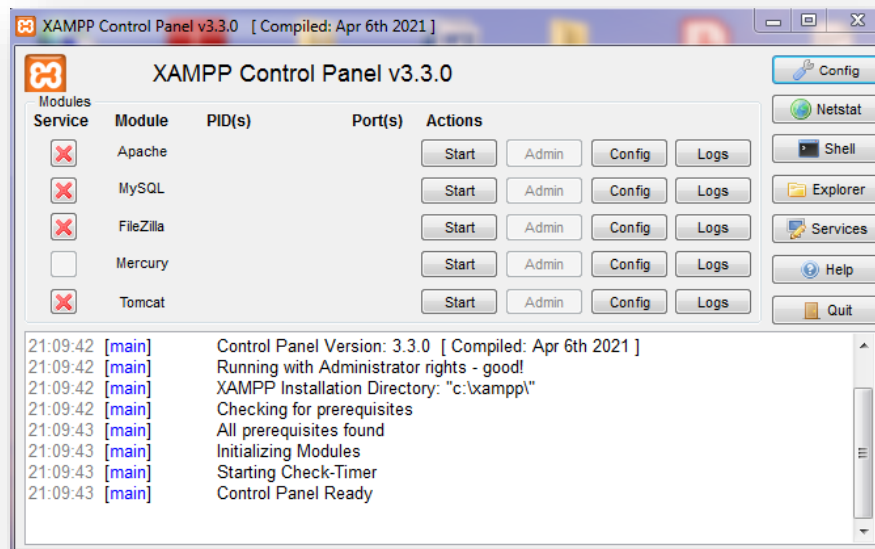 XAMPP Control Panel v3.3.0 [ Compiled: Apr 6th 2021 ]
XAMPP Control Panel v3.3.0
Config
Modules
Service Module PID(s) Port(s) Actions
Netstat
Apache Start Admin Config Logs
Shell
MySQL Start Admin Config Logs
Explorer
FileZilla Start Admin Config Logs
Services
Mercury Start Admin Config Logs
Help
Tomcat Start Admin Config Logs
Quit
21:09:42 [main] Control Panel Version: 3.3.0 [ Compiled: Apr 6th 2021 ]
21:09:42 [main] Running with Administrator rights - good!
21:09:42 [main] XAMPP Installation Directory: "c:\xampp\"
21:09:42 [main] Checking for prerequisites
21:09:43 [main] All prerequisites found
21:09:43 [main] Initializing Modules
21:09:43 [main] Starting Check-Timer
21:09:43 [main] Control Panel Ready